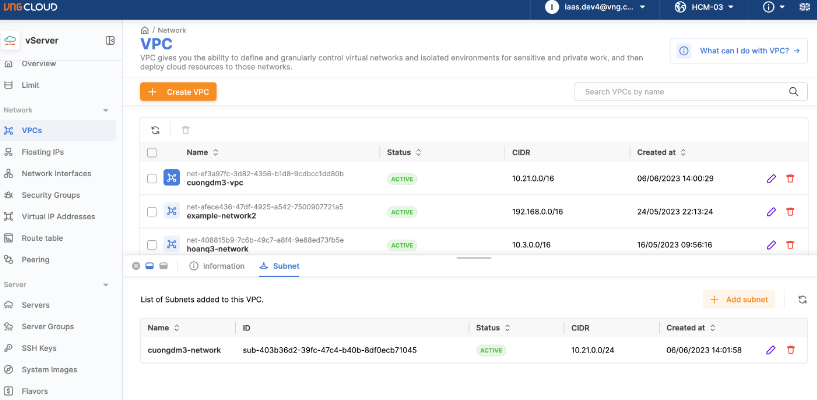 VNGCLOUD
iaas.dev4@vng.c...
HCM-03
vServer
Overview
Limit
Network
VPCs
Floating IPs
Network Interfaces
Security Groups
Virtual IP Addresses
Route table
Peering
Server
Servers
Server Groups
SSH Keys
System Images
Flavors
/ Network
VPC
VPC gives you the ability to define and granularly control virtual networks and isolated environments for sensitive and private work, and then
deploy cloud resources to those networks.
What can I do with VPC?
Create VPC
Search VPCs by name
Name Status CIDR Created at
net-ef3a97fc-3d82-4356-b1d8-9cdbcc1dd80b
cuongdm3-vpc ACTIVE 10.21.0.0/16 06/06/2023 14:00:29
net-afece436-47df-4925-a542-7500907721a5
example-network2 ACTIVE 192.168.0.0/16 24/05/2023 22:13:24
net-408815b9-7c6b-49c7-a8f4-9e88ed73fb5e
hoanq3-network ACTIVE 10.3.0.0/16 16/05/2023 09:56:16
Information Subnet
List of Subnets added to this VPC.
Add subnet
Name ID Status CIDR Created at
cuongdm3-network sub-403b36d2-39fc-47c4-b40b-8df0ecb71045 ACTIVE 10.21.0.0/24 06/06/2023 14:01:58